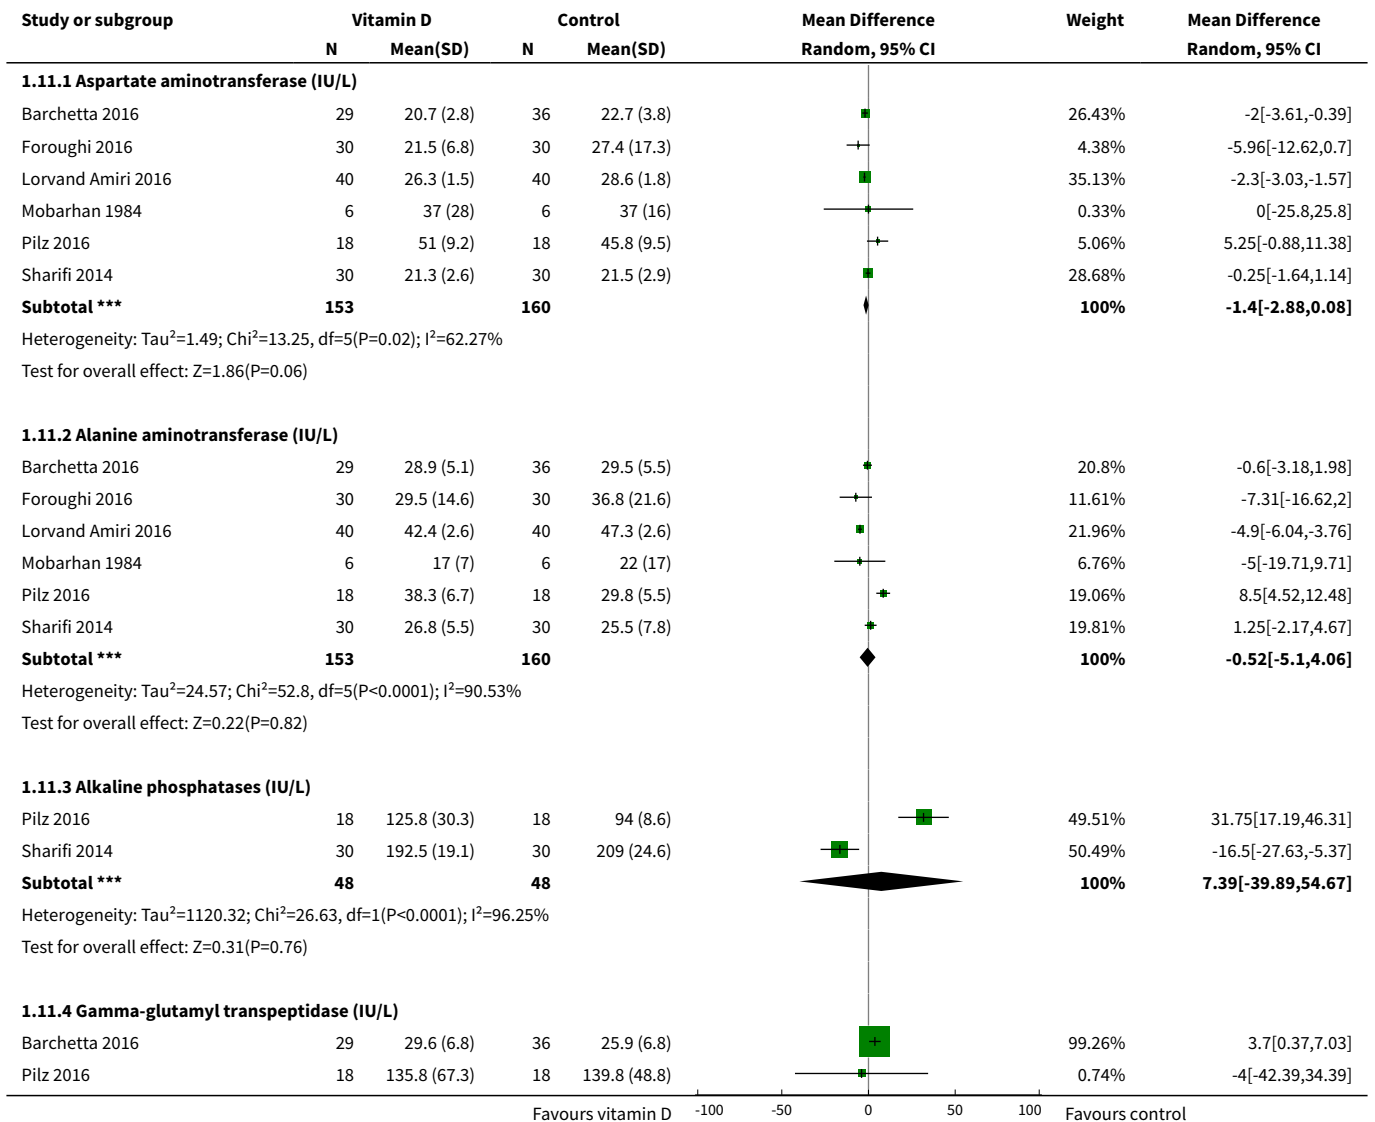 Study or subgroup Vitamin D Control Mean Difference Weight Mean Difference
N Mean(SD) N Mean(SD) Random, 95% CI Random, 95% CI
1.11.1 Aspartate aminotransferase (IU/L)
Barchetta 2016 29 20.7 (2.8) 36 22.7 (3.8) 26.43% -2[-3.61,-0.39]
Foroughi 2016 30 21.5 (6.8) 30 27.4 (17.3) 4.38% -5.96[-12.62,0.7]
Lorvand Amiri 2016 40 26.3 (1.5) 40 28.6 (1.8) 35.13% -2.3[-3.03,-1.57]
Mobarhan 1984 6 37 (28) 6 37 (16) 0.33% 0[-25.8,25.8]
Pilz 2016 18 51 (9.2) 18 45.8 (9.5) 5.06% 5.25[-0.88,11.38]
Sharifi 2014 30 21.3 (2.6) 30 21.5 (2.9) 28.68% -0.25[-1.64,1.14]
Subtotal *** 153 160 100% -1.4[-2.88,0.08]
Heterogeneity: Tau²=1.49; Chi²=13.25, df=5(P=0.02); I²=62.27%
Test for overall effect: Z=1.86(P=0.06)
1.11.2 Alanine aminotransferase (IU/L)
Barchetta 2016 29 28.9 (5.1) 36 29.5 (5.5) 20.8% -0.6[-3.18,1.98]
Foroughi 2016 30 29.5 (14.6) 30 36.8 (21.6) 11.61% -7.31[-16.62,2]
Lorvand Amiri 2016 40 42.4 (2.6) 40 47.3 (2.6) 21.96% -4.9[-6.04,-3.76]
Mobarhan 1984 6 17 (7) 6 22 (17) 6.76% -5[-19.71,9.71]
Pilz 2016 18 38.3 (6.7) 18 29.8 (5.5) 19.06% 8.5[4.52,12.48]
Sharifi 2014 30 26.8 (5.5) 30 25.5 (7.8) 19.81% 1.25[-2.17,4.67]
Subtotal *** 153 160 100% -0.52[-5.1,4.06]
Heterogeneity: Tau²=24.57; Chi²=52.8, df=5(P<0.0001); I²=90.53%
Test for overall effect: Z=0.22(P=0.82)
1.11.3 Alkaline phosphatases (IU/L)
Pilz 2016 18 125.8 (30.3) 18 94 (8.6) 49.51% 31.75[17.19,46.31]
Sharifi 2014 30 192.5 (19.1) 30 209 (24.6) 50.49% -16.5[-27.63,-5.37]
Subtotal *** 48 48 100% 7.39[-39.89,54.67]
Heterogeneity: Tau²=1120.32; Chi²=26.63, df=1(P<0.0001); I²=96.25%
Test for overall effect: Z=0.31(P=0.76)
1.11.4 Gamma-glutamyl transpeptidase (IU/L)
Barchetta 2016 29 29.6 (6.8) 36 25.9 (6.8) 99.26% 3.7[0.37,7.03]
Pilz 2016 18 135.8 (67.3) 18 139.8 (48.8) 0.74% -4[-42.39,34.39]
Favours vitamin D -100 -50 0 50 100 Favours control